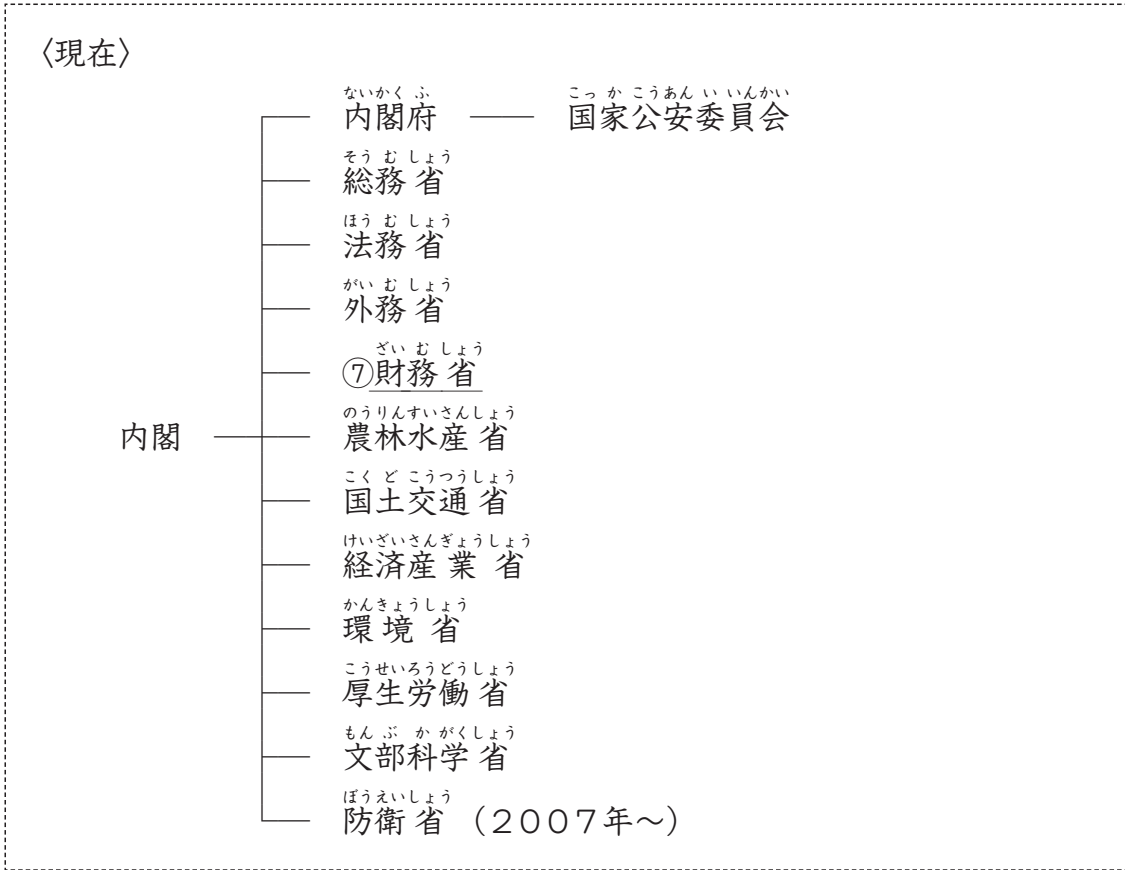 〈現在〉
ないかくふ こっかこうあんいいんかい
内閣府 国家公安委員会
そうむしょう
総務省
ほうむしょう
法務省
がいむしょう
外務省
ざいむしょう
⑦財務省
のうりんすいさんしょう
内閣 農林水産省
こくどこうつうしょう
国土交通省
けいざいさんぎょうしょう
経済産業省
かんきょうしょう
環境省
こうせいろうどうしょう
厚生労働省
もんぶかがくしょう
文部科学省
ぼうえいしょう
防衛省（2007年～）